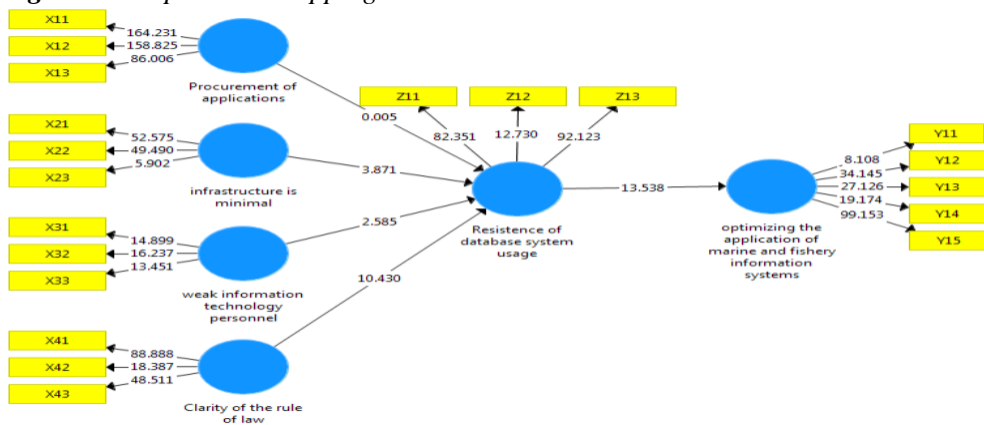 X11
X12
X13
164.231
158.825
86.006
Procurement of
applications
X21
X22
X23
52.575
49.490
5.902
infrastructure is
minimal
X31
X32
X33
14.899
16.237
13.451
weak information
technology
personnel
X41
X42
X43
88.888
18.387
48.511
Clarity of the rule
of law
0.005
3.871
2.585
10.430
Z11
Z12
Z13
82.351
12.730
92.123
Resistence of
database system
usage
13.538
optimizing the
application of
marine and fishery
information
systems
8.108
34.145
27.126
19.174
99.153
Y11
Y12
Y13
Y14
Y15